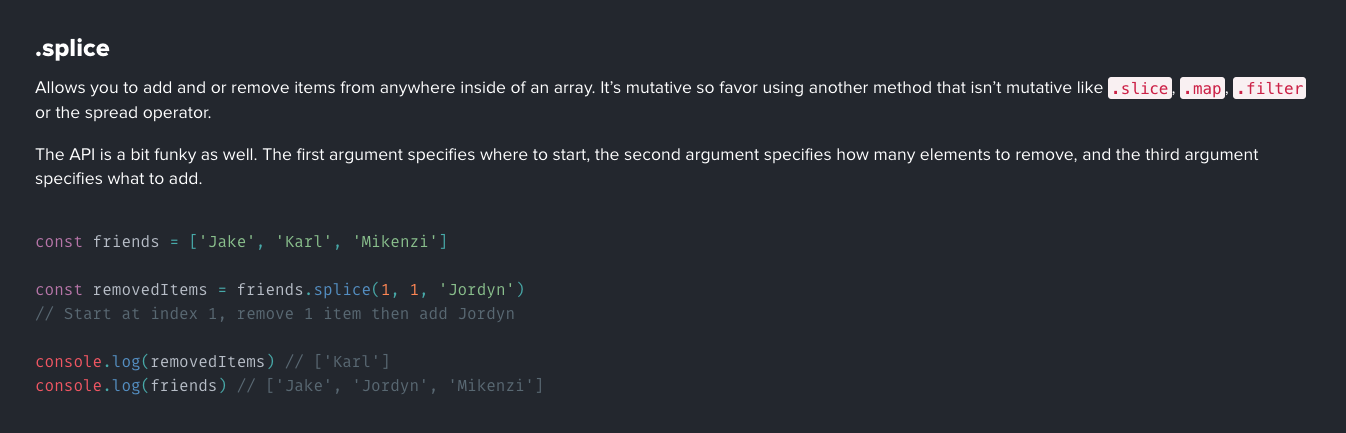 .splice
Allows you to add and or remove items from anywhere inside of an array. It’s mutative so favor using another method that isn’t mutative like .slice, .map, .filter
or the spread operator.
The API is a bit funky as well. The first argument specifies where to start, the second argument specifies how many elements to remove, and the third argument
specifies what to add.
const friends = ['Jake', 'Karl', 'Mikenzi']
const removedItems = friends.splice(1, 1, 'Jordyn')
// Start at index 1, remove 1 item then add Jordyn
console.log(removedItems) // ['Karl']
console.log(friends) // ['Jake', 'Jordyn', 'Mikenzi']